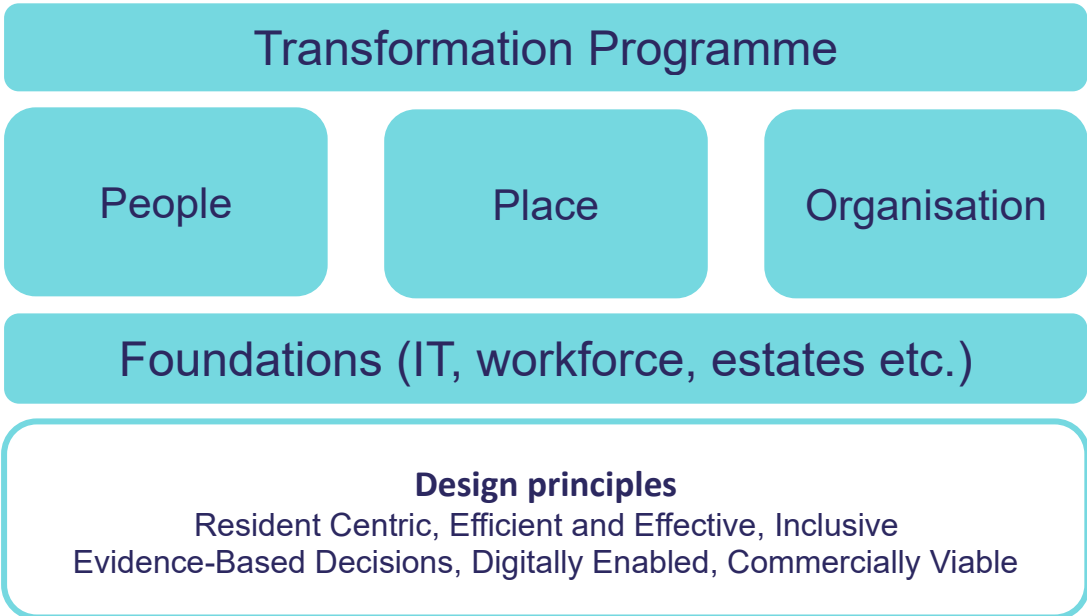 Transformation Programme
People
Place
Organisation
Foundations (IT, workforce, estates etc.)
Design principles
Resident Centric, Efficient and Effective, Inclusive
Evidence-Based Decisions, Digitally Enabled, Commercially Viable